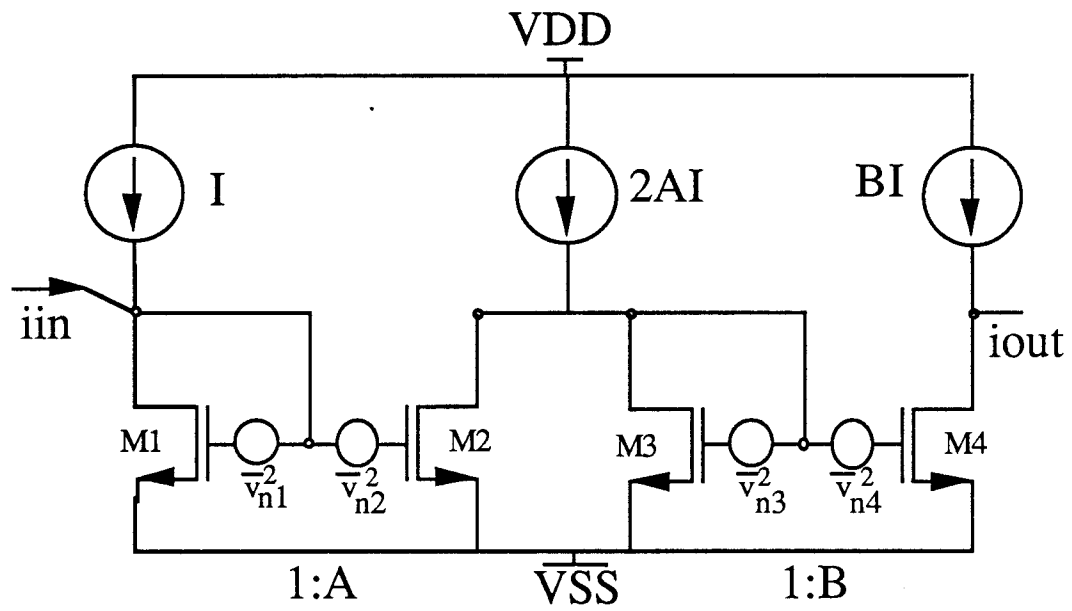 VDD
I
2AI
BI
iin
iout
M1
M2
M3
M4
v̅²n1
v̅²n2
v̅²n3
v̅²n4
1:A
VSS
1:B